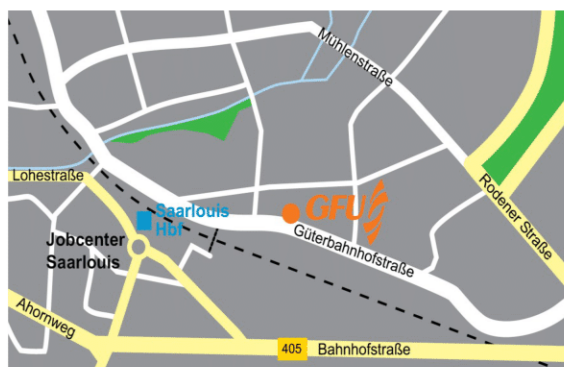 Mühlenstraße
Lohestraße
Saarlouis
Hbf
GFU
Rodener Straße
Jobcenter
Saarlouis
Güterbahnhofstraße
Ahornweg
405
Bahnhofstraße